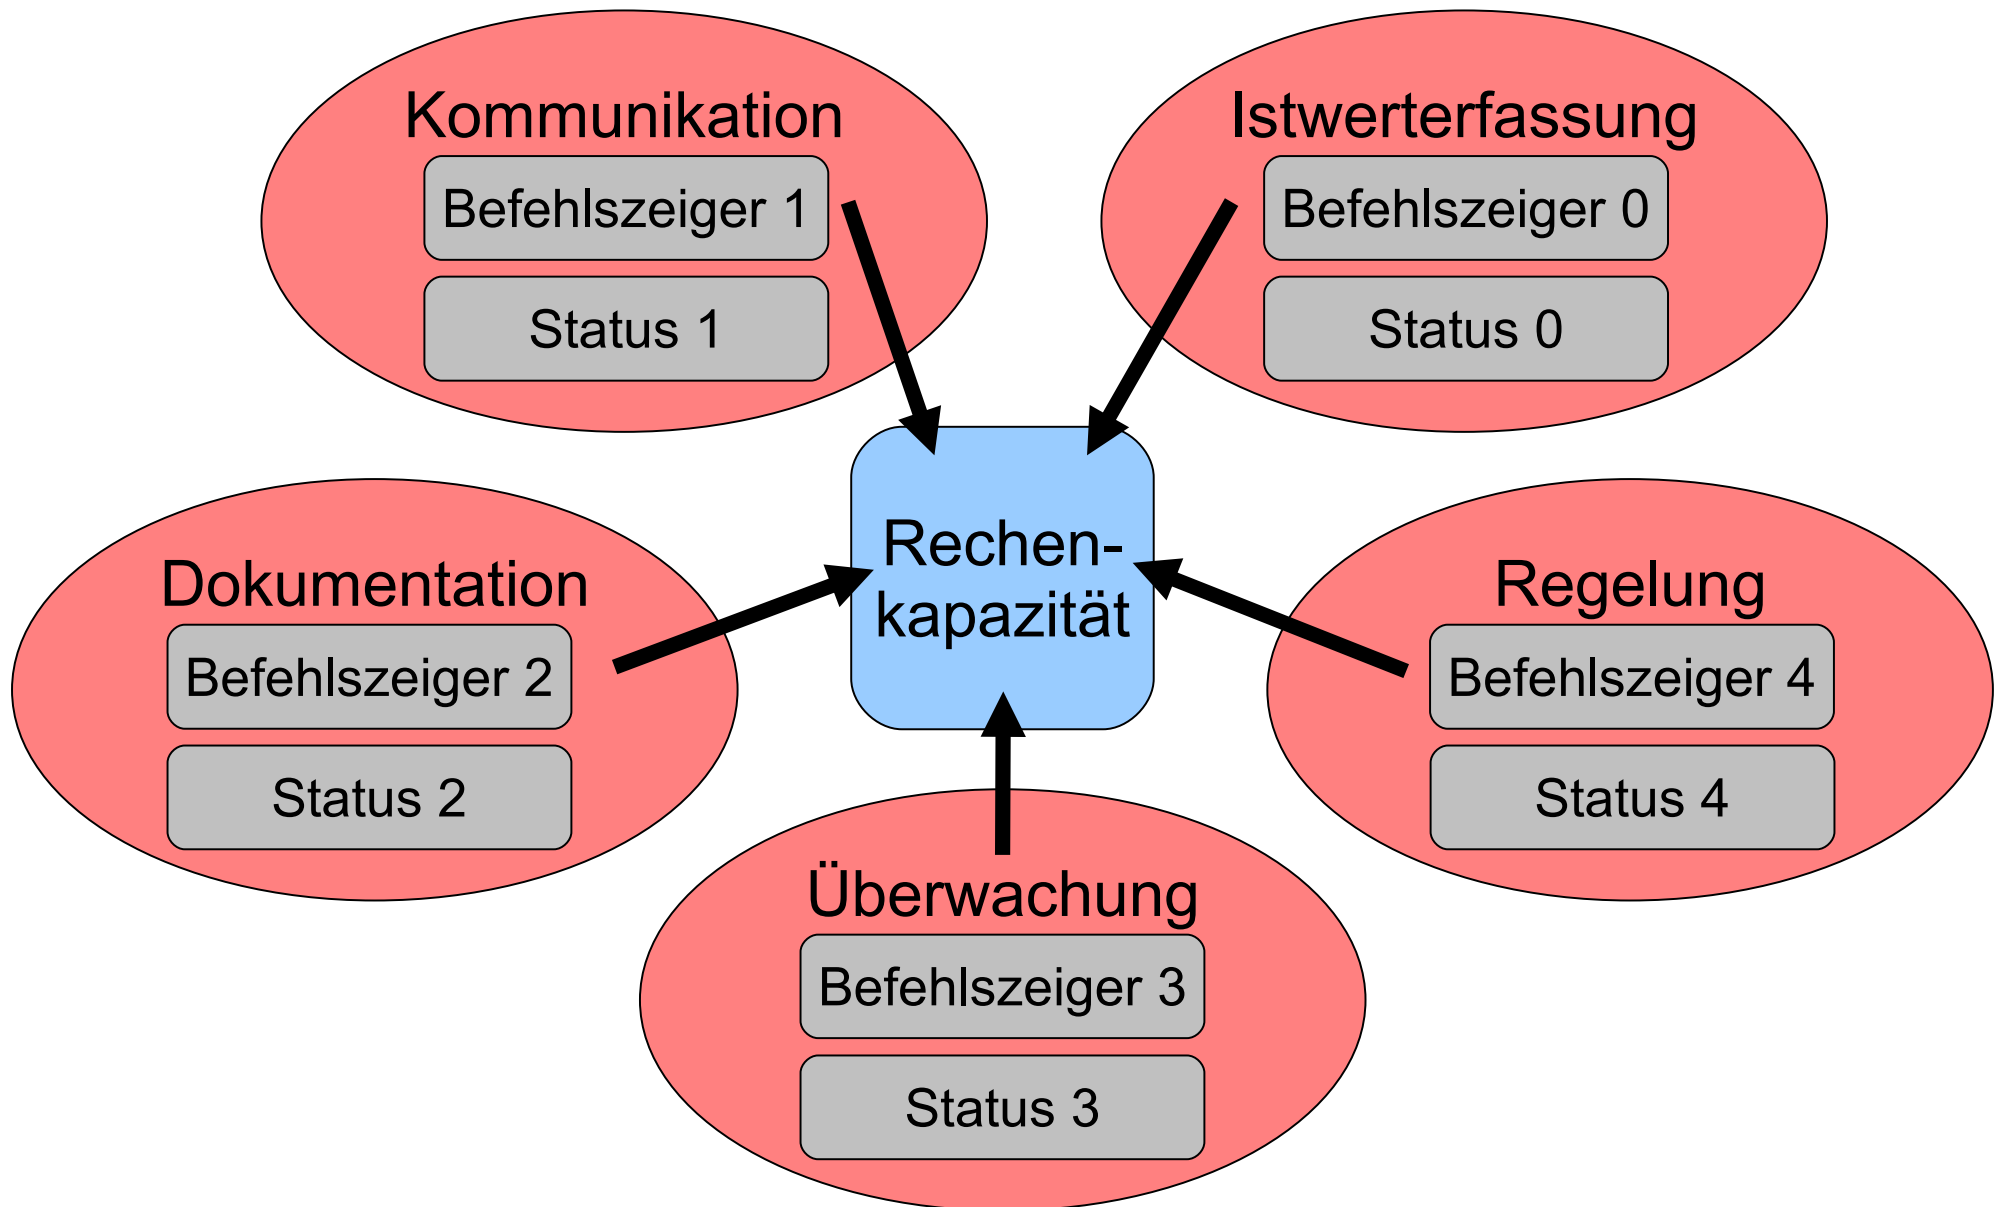 Kommunikation
Befehlszeiger 1
Status 1
Istwerterfassung
Befehlszeiger 0
Status 0
Rechen-
kapazität
Dokumentation
Befehlszeiger 2
Status 2
Regelung
Befehlszeiger 4
Status 4
Überwachung
Befehlszeiger 3
Status 3